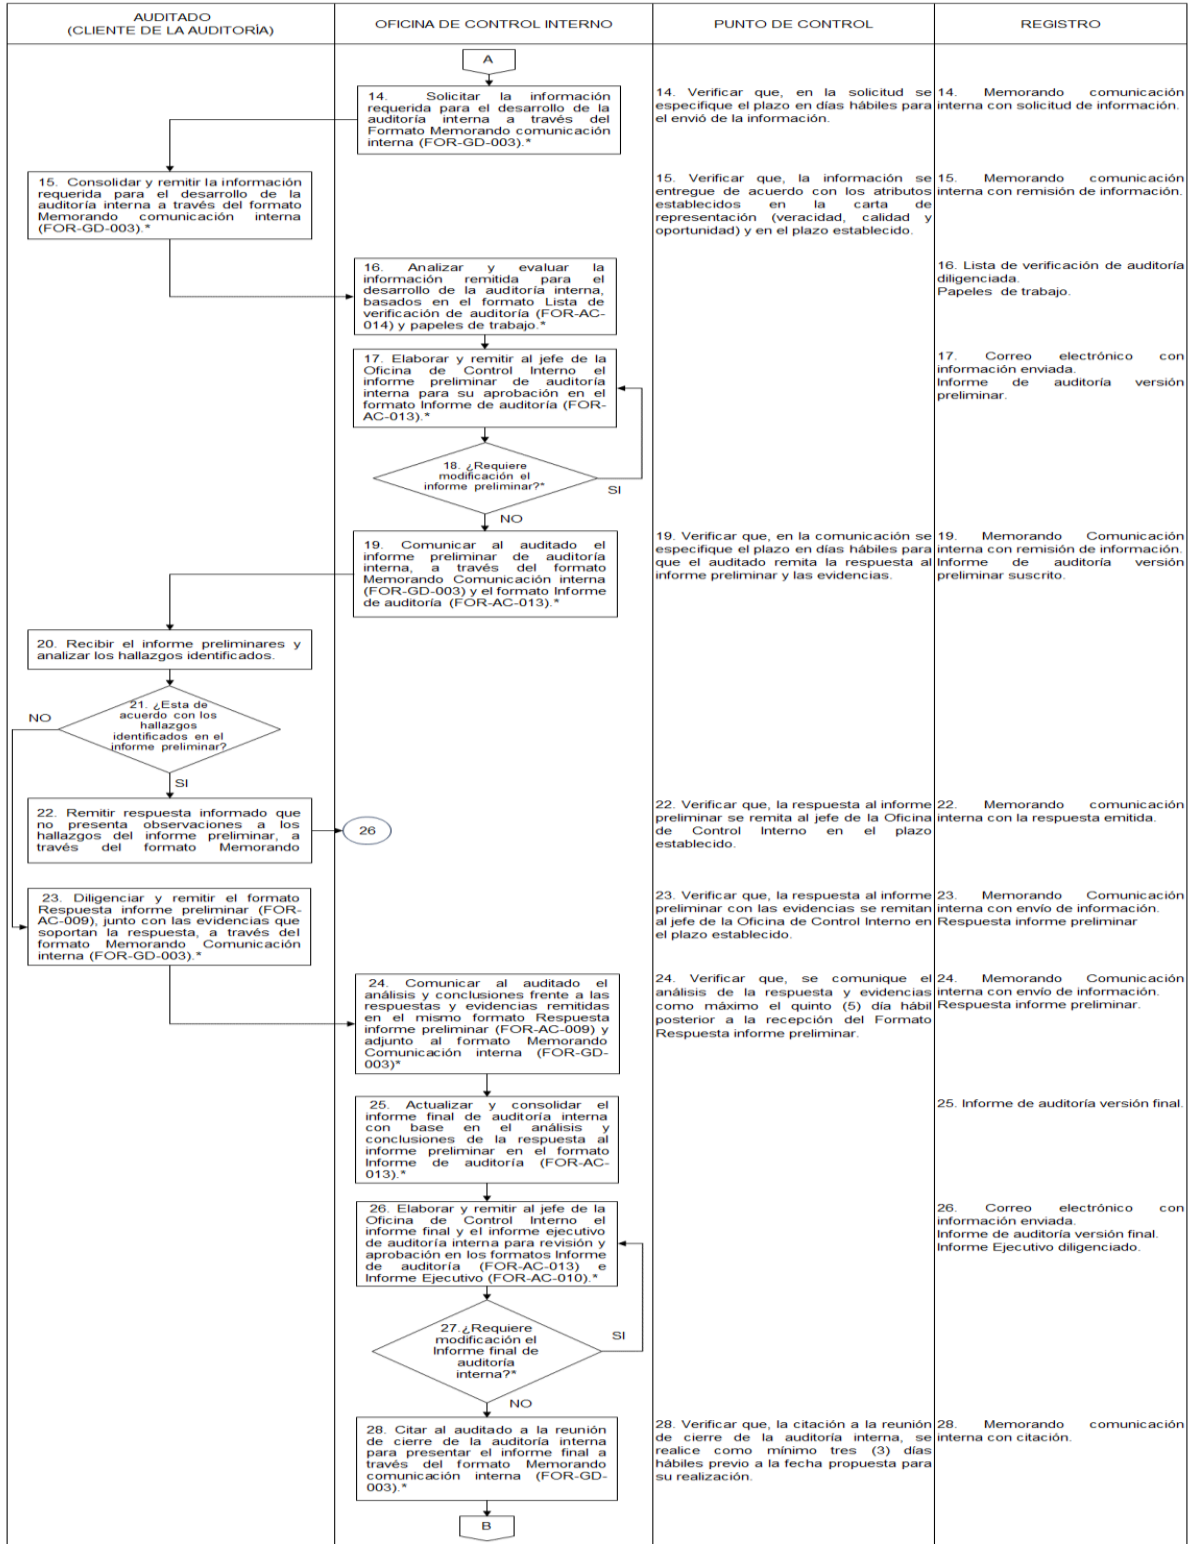 AUDITADO
(CLIENTE DE LA AUDITORÌA)
OFICINA DE CONTROL INTERNO
PUNTO DE CONTROL
REGISTRO
A
14. Solicitar la información
requerida para el desarrollo de la
auditoría interna a través del
Formato Memorando comunicación
interna (FOR-GD-003).*
14. Verificar que, en la solicitud se
especifique el plazo en días hábiles para
el envió de la información.
14. Memorando comunicación
interna con solicitud de información.
15. Consolidar y remitir la información
requerida para el desarrollo de la
auditoría interna a través del formato
Memorando comunicación interna
(FOR-GD-003).*
15. Verificar que, la información se
entregue de acuerdo con los atributos
establecidos en la carta de
representación (veracidad, calidad y
oportunidad) y en el plazo establecido.
15. Memorando comunicación
interna con remisión de información.
16. Analizar y evaluar la
información remitida para el
desarrollo de la auditoría interna,
basados en el formato Lista de
verificación de auditoría (FOR-AC-
014) y papeles de trabajo.*
16. Lista de verificación de auditoría
diligenciada.
Papeles de trabajo.
17. Elaborar y remitir al jefe de la
Oficina de Control Interno el
informe preliminar de auditoría
interna para su aprobación en el
formato Informe de auditoría (FOR-
AC-013).*
17. Correo electrónico con
información enviada.
Informe de auditoría versión
preliminar.
18. ¿Requiere
modificación el
informe preliminar?*
SI
NO
19. Comunicar al auditado el
informe preliminar de auditoría
interna, a través del formato
Memorando Comunicación interna
(FOR-GD-003) y el formato Informe
de auditoría (FOR-AC-013).*
19. Verificar que, en la comunicación se
especifique el plazo en días hábiles para
que el auditado remita la respuesta al
informe preliminar y las evidencias.
19. Memorando Comunicación
interna con remisión de información.
Informe de auditoría versión
preliminar suscrito.
20. Recibir el informe preliminares y
analizar los hallazgos identificados.
21. ¿Esta de
acuerdo con los
hallazgos
identificados en el
informe preliminar?
NO
SI
22. Remitir respuesta informado que
no presenta observaciones a los
hallazgos del informe preliminar, a
través del formato Memorando
26
22. Verificar que, la respuesta al informe
preliminar se remita al jefe de la Oficina
de Control Interno en el plazo
establecido.
22. Memorando comunicación
interna con la respuesta emitida.
23. Diligenciar y remitir el formato
Respuesta informe preliminar (FOR-
AC-009), junto con las evidencias que
soportan la respuesta, a través del
formato Memorando Comunicación
interna (FOR-GD-003).*
23. Verificar que, la respuesta al informe
preliminar con las evidencias se remitan
al jefe de la Oficina de Control Interno en
el plazo establecido.
23. Memorando Comunicación
interna con envío de información.
Respuesta informe preliminar
24. Comunicar al auditado el
análisis y conclusiones frente a las
respuestas y evidencias remitidas
en el mismo formato Respuesta
informe preliminar (FOR-AC-009) y
adjunto al formato Memorando
Comunicación interna (FOR-GD-
003)*
24. Verificar que, se comunique el
análisis de la respuesta y evidencias
como máximo el quinto (5) día hábil
posterior a la recepción del Formato
Respuesta informe preliminar.
24. Memorando Comunicación
interna con envío de información.
Respuesta informe preliminar.
25. Actualizar y consolidar el
informe final de auditoría interna
con base en el análisis y
conclusiones de la respuesta al
informe preliminar en el formato
Informe de auditoría (FOR-AC-
013).*
25. Informe de auditoría versión final.
26. Elaborar y remitir al jefe de la
Oficina de Control Interno el
informe final y el informe ejecutivo
de auditoría interna para revisión y
aprobación en los formatos Informe
de auditoría (FOR-AC-013) e
Informe Ejecutivo (FOR-AC-010).*
26. Correo electrónico con
información enviada.
Informe de auditoría versión final.
Informe Ejecutivo diligenciado.
27.¿Requiere
modificación el
Informe final de
auditoría
interna?*
SI
NO
28. Citar al auditado a la reunión
de cierre de la auditoría interna
para presentar el informe final a
través del formato Memorando
comunicación interna (FOR-GD-
003).*
28. Verificar que, la citación a la reunión
de cierre de la auditoría interna, se
realice como mínimo tres (3) días
hábiles previo a la fecha propuesta para
su realización.
28. Memorando comunicación
interna con citación.
B